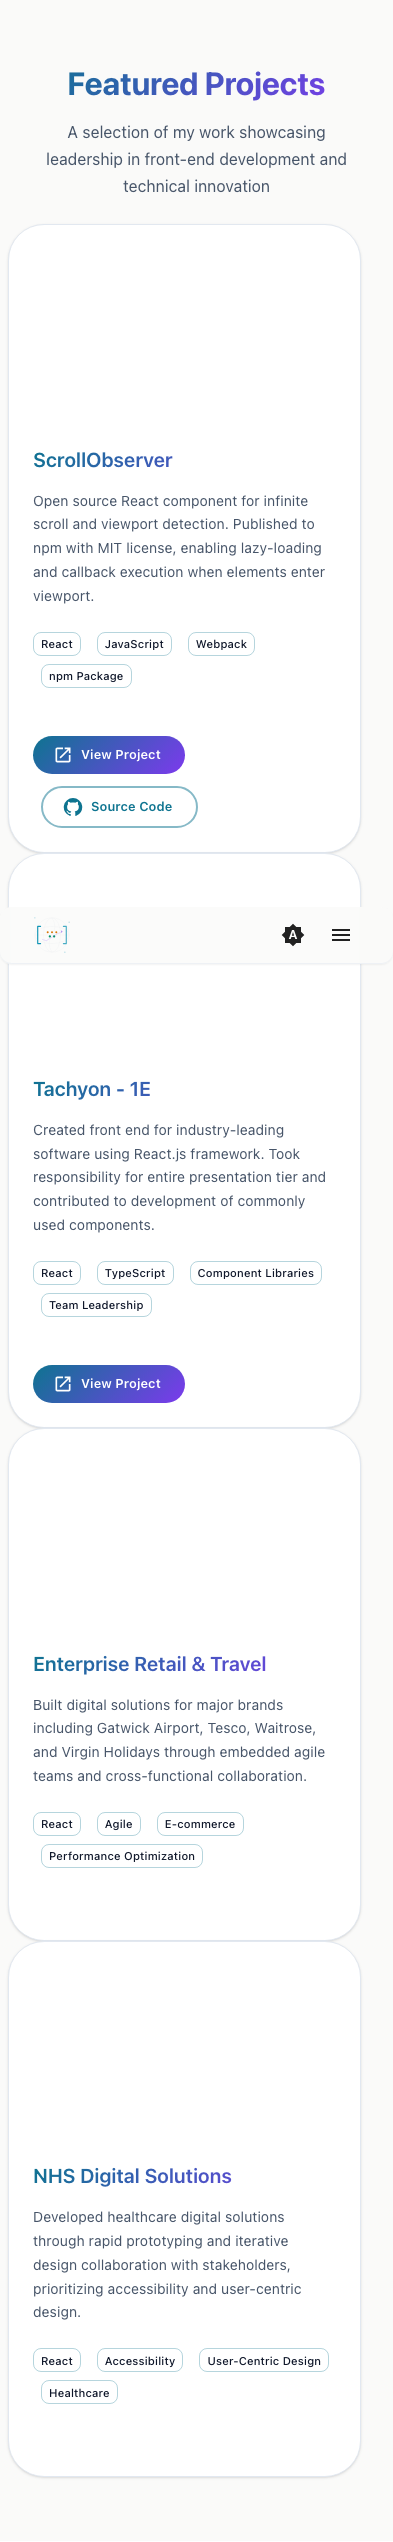 Featured Projects
A selection of my work showcasing
leadership in front-end development and
technical innovation
ScrollObserver
Open source React component for infinite
scroll and viewport detection. Published to
npm with MIT license, enabling lazy-loading
and callback execution when elements enter
viewport.
React JavaScript Webpack
npm Package
View Project
Source Code
A
Tachyon - 1E
Created front end for industry-leading
software using React.js framework. Took
responsibility for entire presentation tier and
contributed to development of commonly
used components.
React TypeScript Component Libraries
Team Leadership
View Project
Enterprise Retail & Travel
Built digital solutions for major brands
including Gatwick Airport, Tesco, Waitrose,
and Virgin Holidays through embedded agile
teams and cross-functional collaboration.
React Agile E-commerce
Performance Optimization
NHS Digital Solutions
Developed healthcare digital solutions
through rapid prototyping and iterative
design collaboration with stakeholders,
prioritizing accessibility and user-centric
design.
React Accessibility User-Centric Design
Healthcare